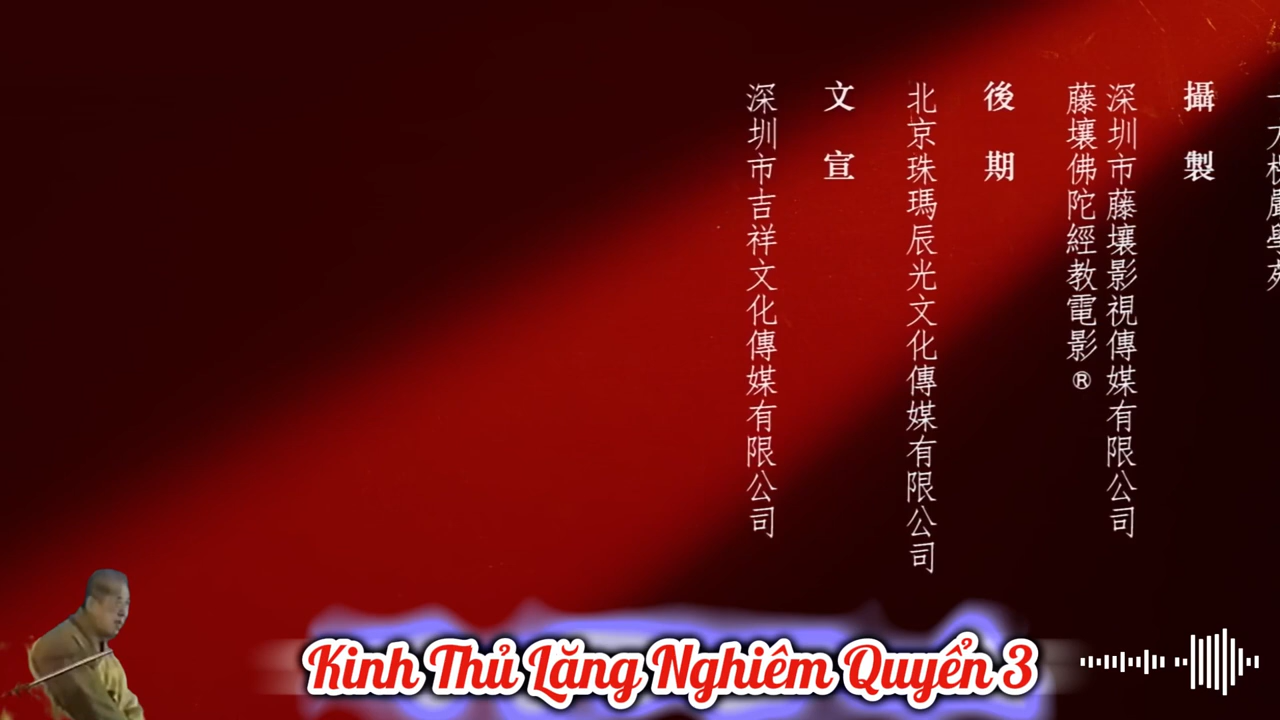 攝製
深圳市藤壤影視傳媒有限公司
藤壤佛陀經教電影®
後期
北京珠瑪辰光文化傳媒有限公司
文宣
深圳市吉祥文化傳媒有限公司
Kinh Thủ Lăng Nghiêm Quyển 3